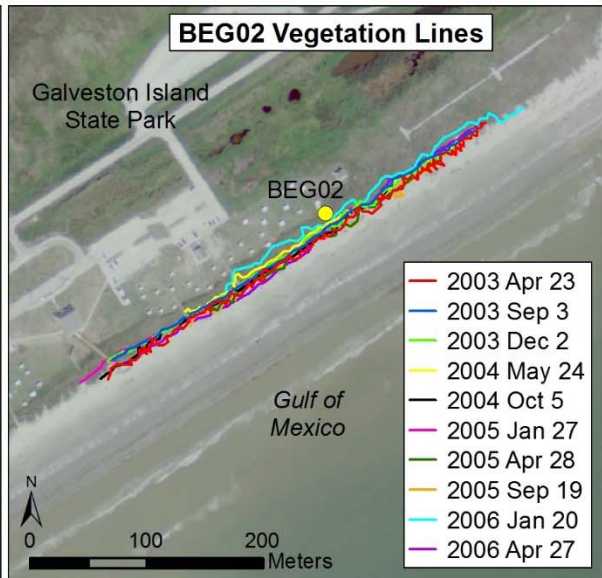 BEG02 Vegetation Lines
Galveston Island
State Park
BEG02
2003 Apr 23
2003 Sep 3
2003 Dec 2
2004 May 24
2004 Oct 5
2005 Jan 27
2005 Apr 28
2005 Sep 19
2006 Jan 20
2006 Apr 27
Gulf of
Mexico
N
0 100 200
Meters